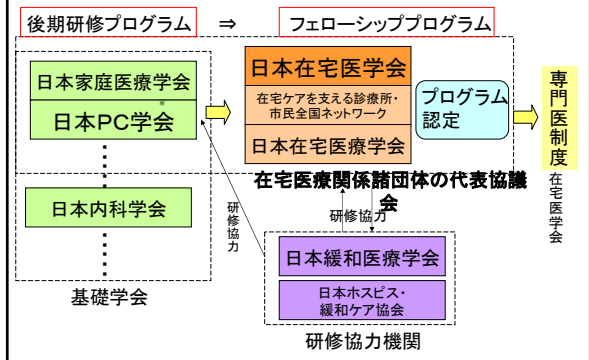 後期研修プログラム ⇒ フェローシッププログラム
日本家庭医療学会
日本PC学会
*
日本内科学会
基礎学会
日本在宅医学会
在宅ケアを支える診療所・
市民全国ネットワーク
日本在宅医療学会
プログラム
認定
専門医制度
在宅医学会
在宅医療関係諸団体の代表協議
会
研修協力
研修協力
日本緩和医療学会
日本ホスピス・
緩和ケア協会
研修協力機関